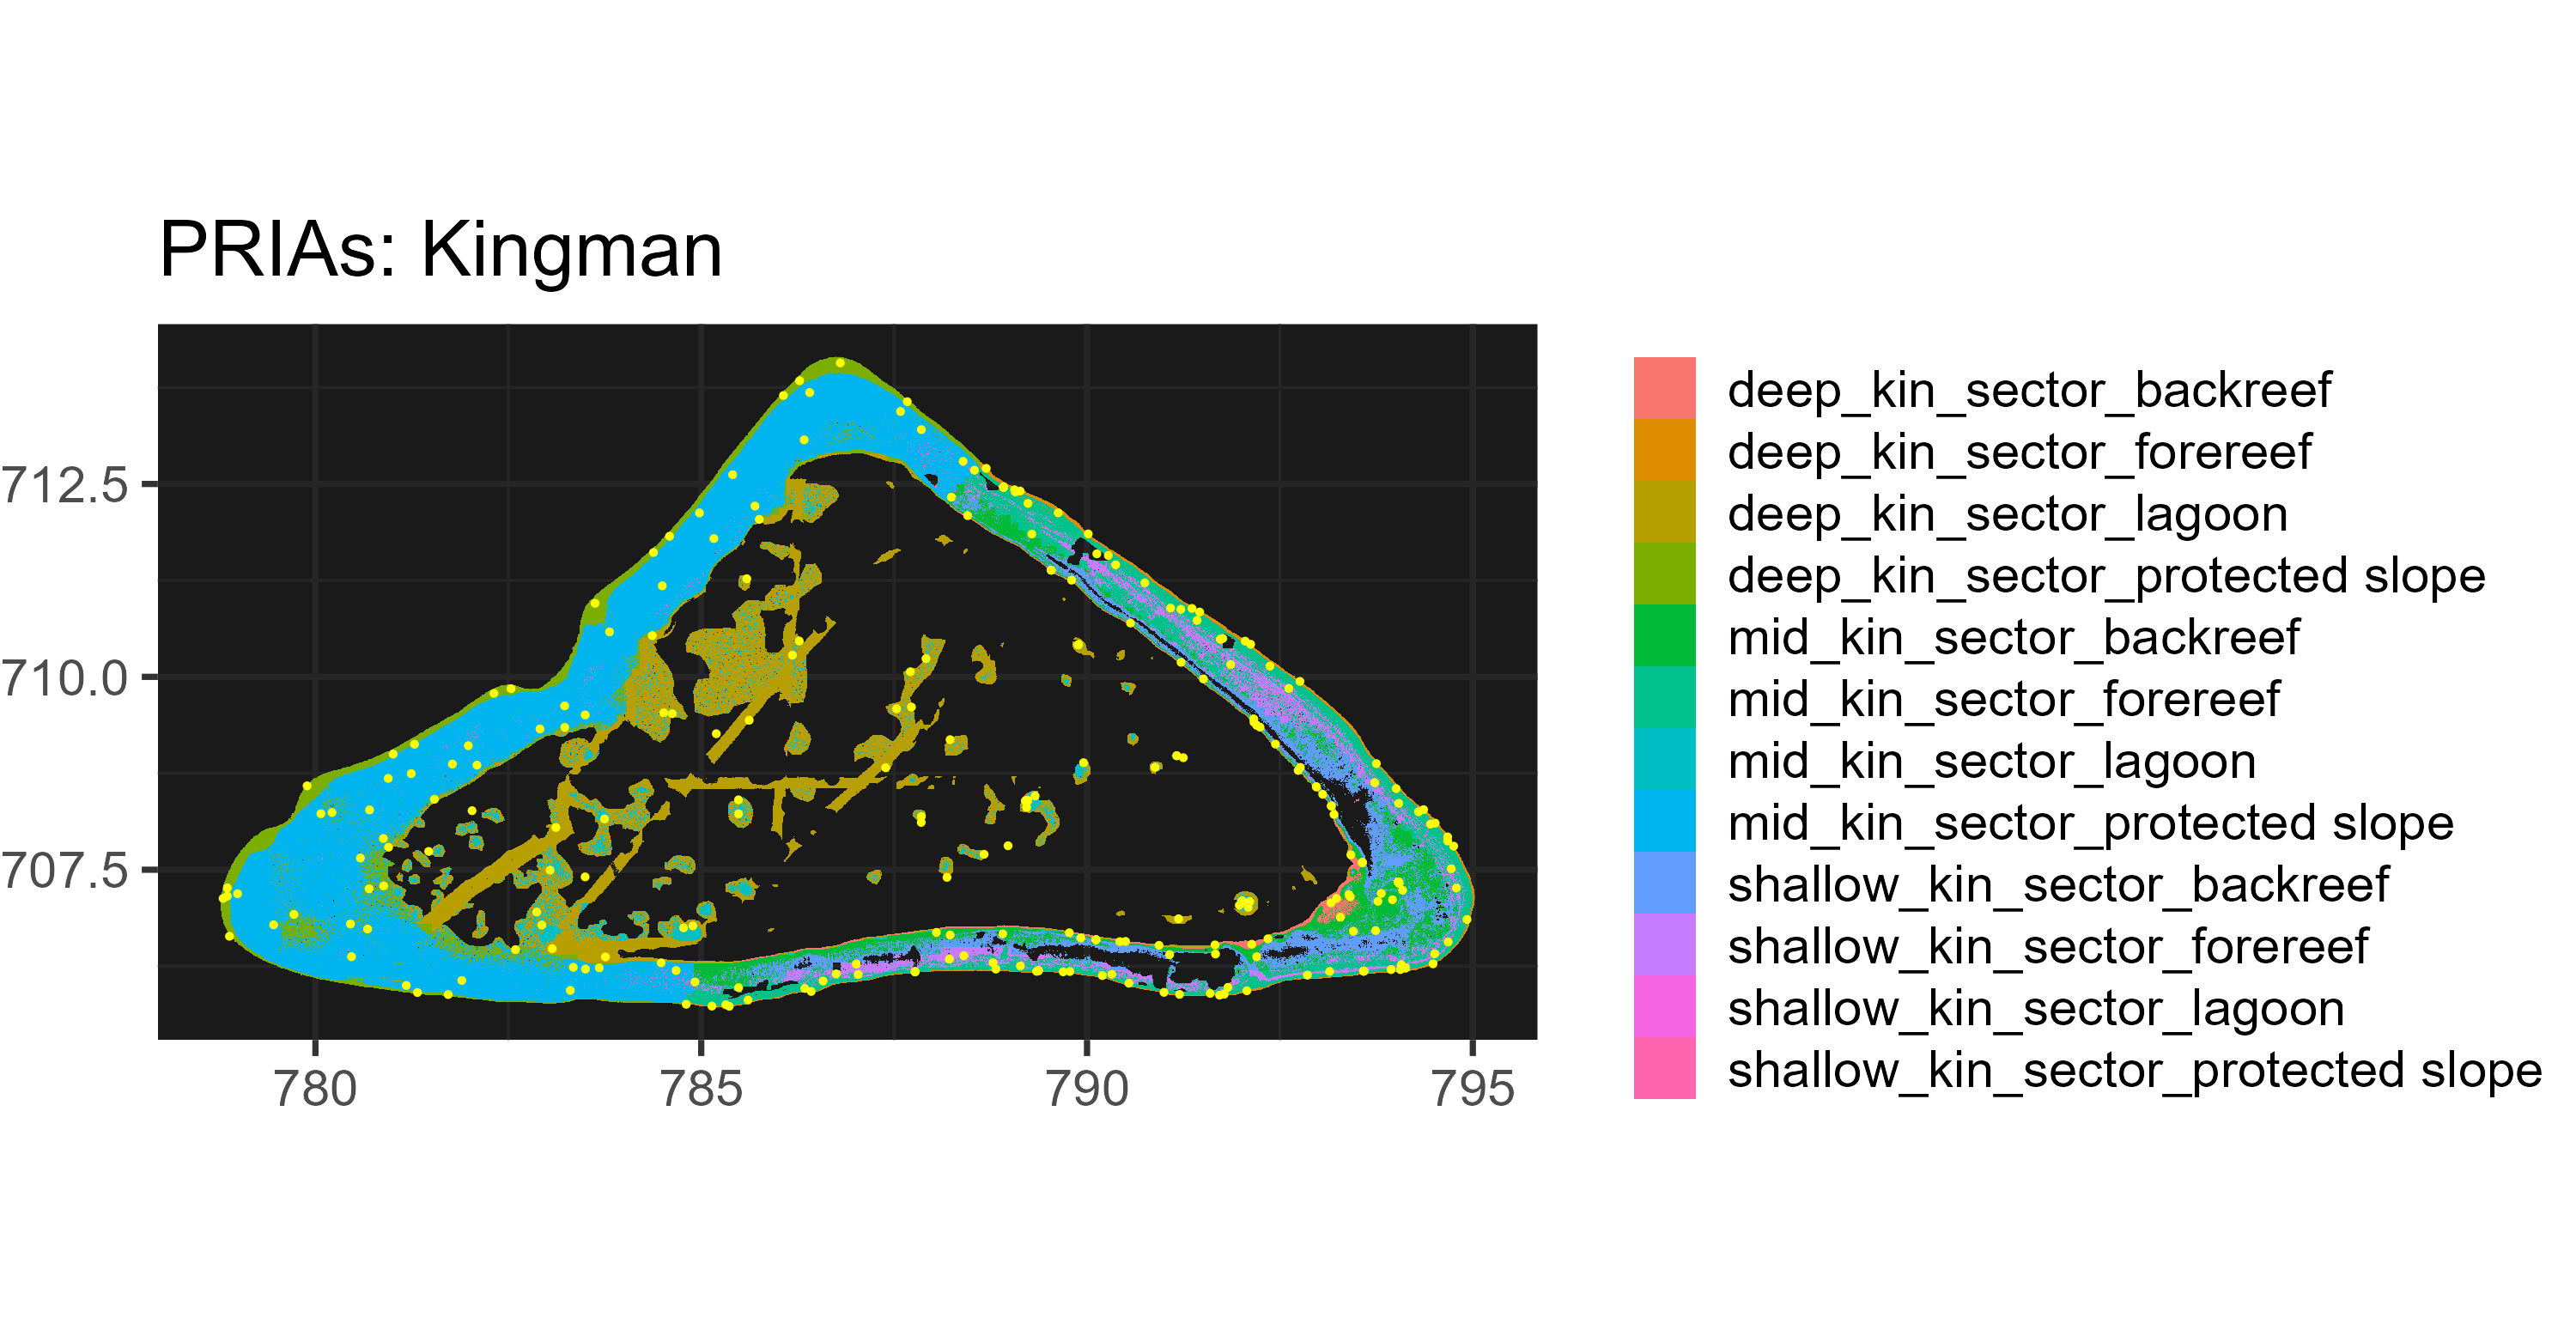 PRIAs: Kingman
712.5
710.0
707.5
780
785
790
795
deep_kin_sector_backreef
deep_kin_sector_forereef
deep_kin_sector_lagoon
deep_kin_sector_protected slope
mid_kin_sector_backreef
mid_kin_sector_forereef
mid_kin_sector_lagoon
mid_kin_sector_protected slope
shallow_kin_sector_backreef
shallow_kin_sector_forereef
shallow_kin_sector_lagoon
shallow_kin_sector_protected slope